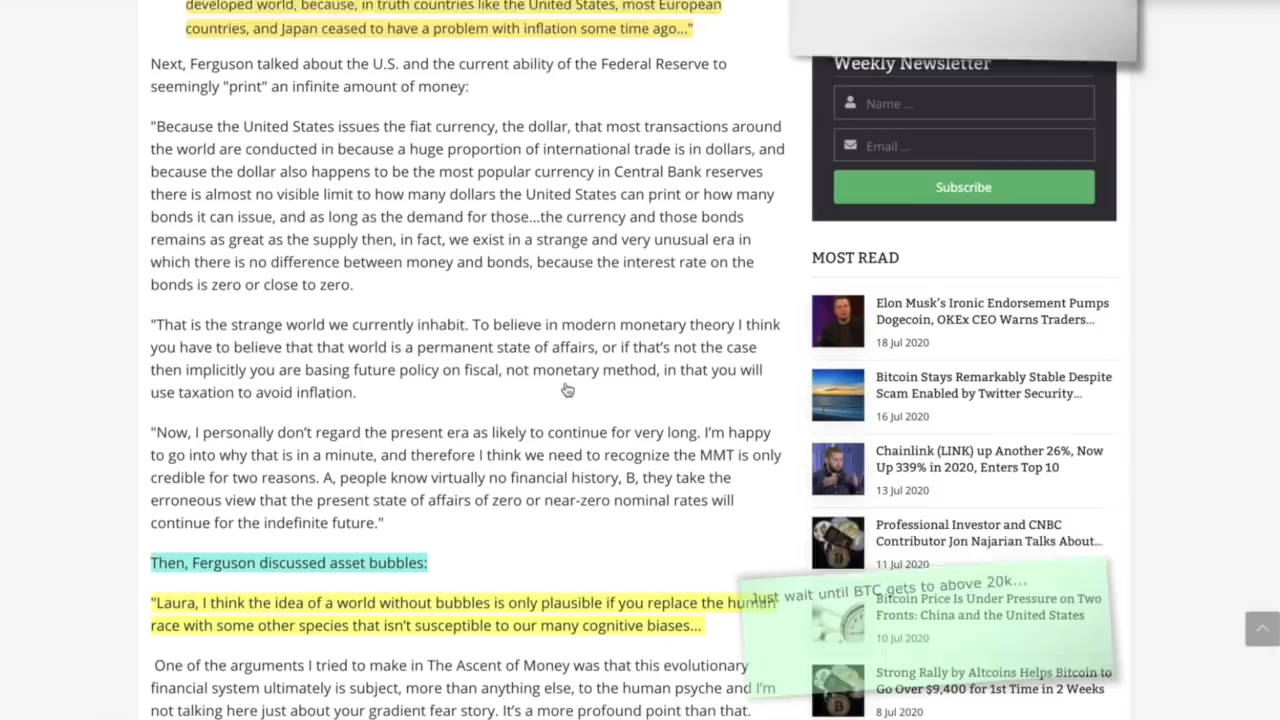 developed world, because, in truth countries like the United States, most European
countries, and Japan ceased to have a problem with inflation some time ago..."
Next, Ferguson talked about the U.S. and the current ability of the Federal Reserve to
seemingly "print" an infinite amount of money:
"Because the United States issues the fiat currency, the dollar, that most transactions around
the world are conducted in because a huge proportion of international trade is in dollars, and
because the dollar also happens to be the most popular currency in Central Bank reserves
there is almost no visible limit to how many dollars the United States can print or how many
bonds it can issue, and as long as the demand for those...the currency and those bonds
remains as great as the supply then, in fact, we exist in a strange and very unusual era in
which there is no difference between money and bonds, because the interest rate on the
bonds is zero or close to zero.
"That is the strange world we currently inhabit. To believe in modern monetary theory I think
you have to believe that that world is a permanent state of affairs, or if that's not the case
then implicitly you are basing future policy on fiscal, not monetary method, in that you will
use taxation to avoid inflation.
"Now, I personally don't regard the present era as likely to continue for very long. I'm happy
to go into why that is in a minute, and therefore I think we need to recognize the MMT is only
credible for two reasons. A, people know virtually no financial history, B, they take the
erroneous view that the present state of affairs of zero or near-zero nominal rates will
continue for the indefinite future."
Then, Ferguson discussed asset bubbles:
"Laura, I think the idea of a world without bubbles is only plausible if you replace the human
race with some other species that isn't susceptible to our many cognitive biases...
One of the arguments I tried to make in The Ascent of Money was that this evolutionary
financial system ultimately is subject, more than anything else, to the human psyche and I'm
not talking here just about your gradient fear story. It's a more profound point than that.
Weekly Newsletter
Name ...
Email ...
Subscribe
MOST READ
Elon Musk's Ironic Endorsement Pumps
Dogecoin, OKEx CEO Warns Traders...
18 Jul 2020
Bitcoin Stays Remarkably Stable Despite
Scam Enabled by Twitter Security...
16 Jul 2020
Chainlink (LINK) up Another 26%, Now
Up 339% in 2020, Enters Top 10
13 Jul 2020
Professional Investor and CNBC
Contributor Jon Najarian Talks About...
11 Jul 2020
Just wait until BTC gets to above 20k...
Bitcoin Price Is Under Pressure on Two
Fronts: China and the United States
10 Jul 2020
Strong Rally by Altcoins Helps Bitcoin to
Go Over $9,400 for 1st Time in 2 Weeks
8 Jul 2020